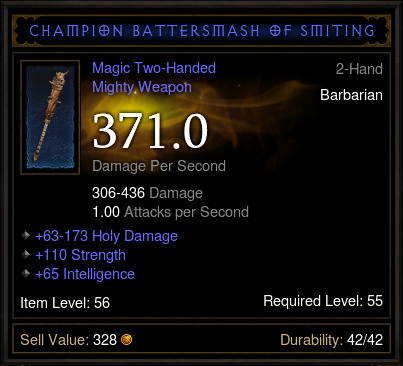 CHAMPION BATTERSMASH OF SMITING
Magic Two-Handed
Mighty Weapon
2-Hand
Barbarian
371.0
Damage Per Second
306-436 Damage
1.00 Attacks per Second
+63-173 Holy Damage
+110 Strength
+65 Intelligence
Item Level: 56
Required Level: 55
Sell Value: 328
Durability: 42/42